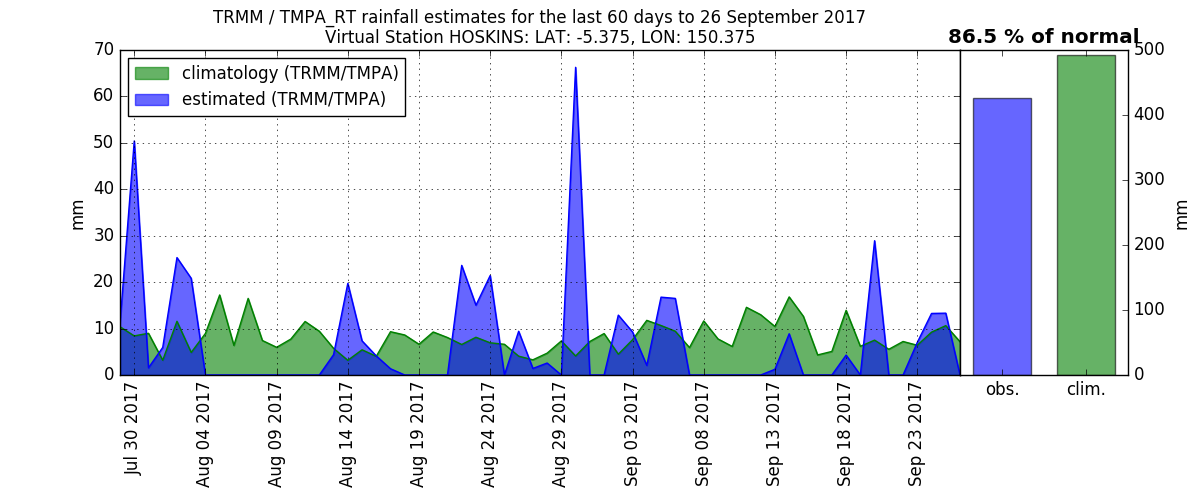 TRMM / TMPA_RT rainfall estimates for the last 60 days to 26 September 2017
Virtual Station HOSKINS: LAT: -5.375, LON: 150.375
86.5 % of normal
climatology (TRMM/TMPA)
estimated (TRMM/TMPA)
70
60
50
40
30
20
10
0
mm
Jul 30 2017
Aug 04 2017
Aug 09 2017
Aug 14 2017
Aug 19 2017
Aug 24 2017
Aug 29 2017
Sep 03 2017
Sep 08 2017
Sep 13 2017
Sep 18 2017
Sep 23 2017
obs.
clim.
500
400
300
200
100
0
mm